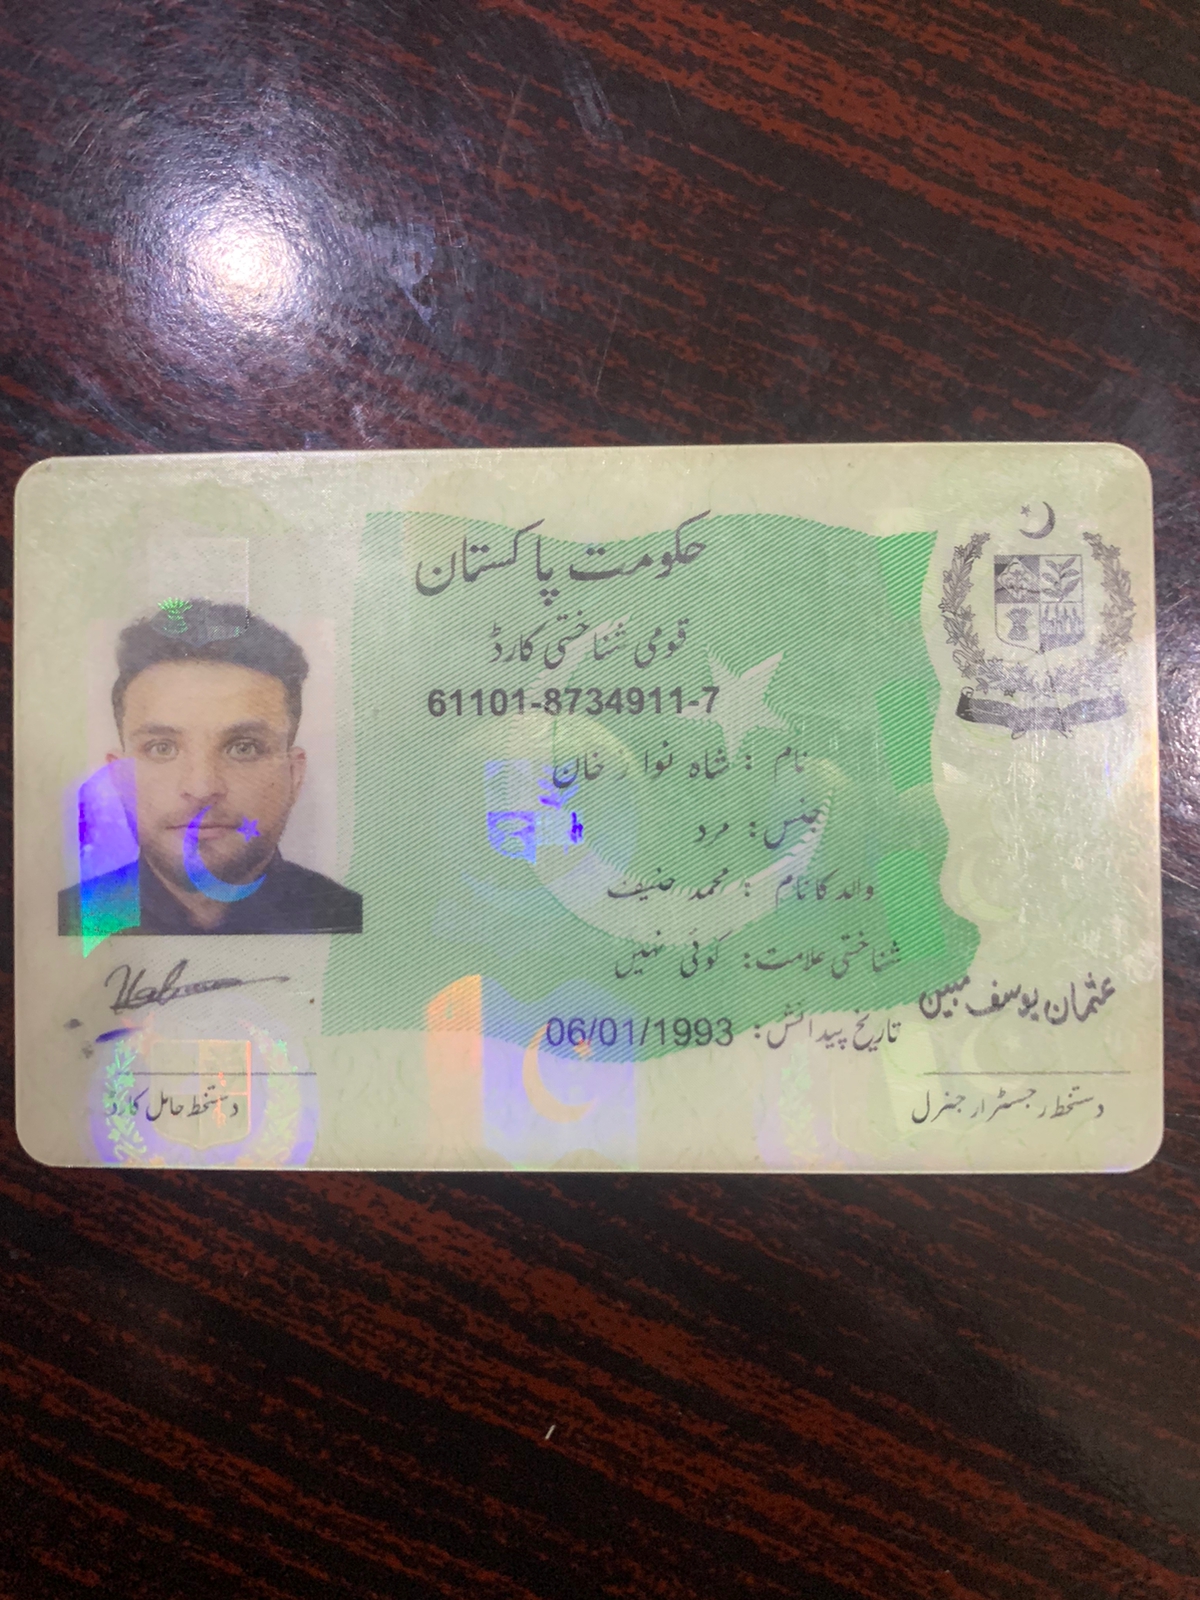 حکومت پاکستان
قومی شناختی کارڈ
61101-8734911-7
نام : شاہ نواز خان
جنس: مرد
والد کا نام : محمد حنیف
شناختی علامت: کوئی نہیں
تاریخ پیدائش: 06/01/1993
عثمان یوسف مبین
دستخط رجسٹرار جنرل
دستخط حامل کارڈ